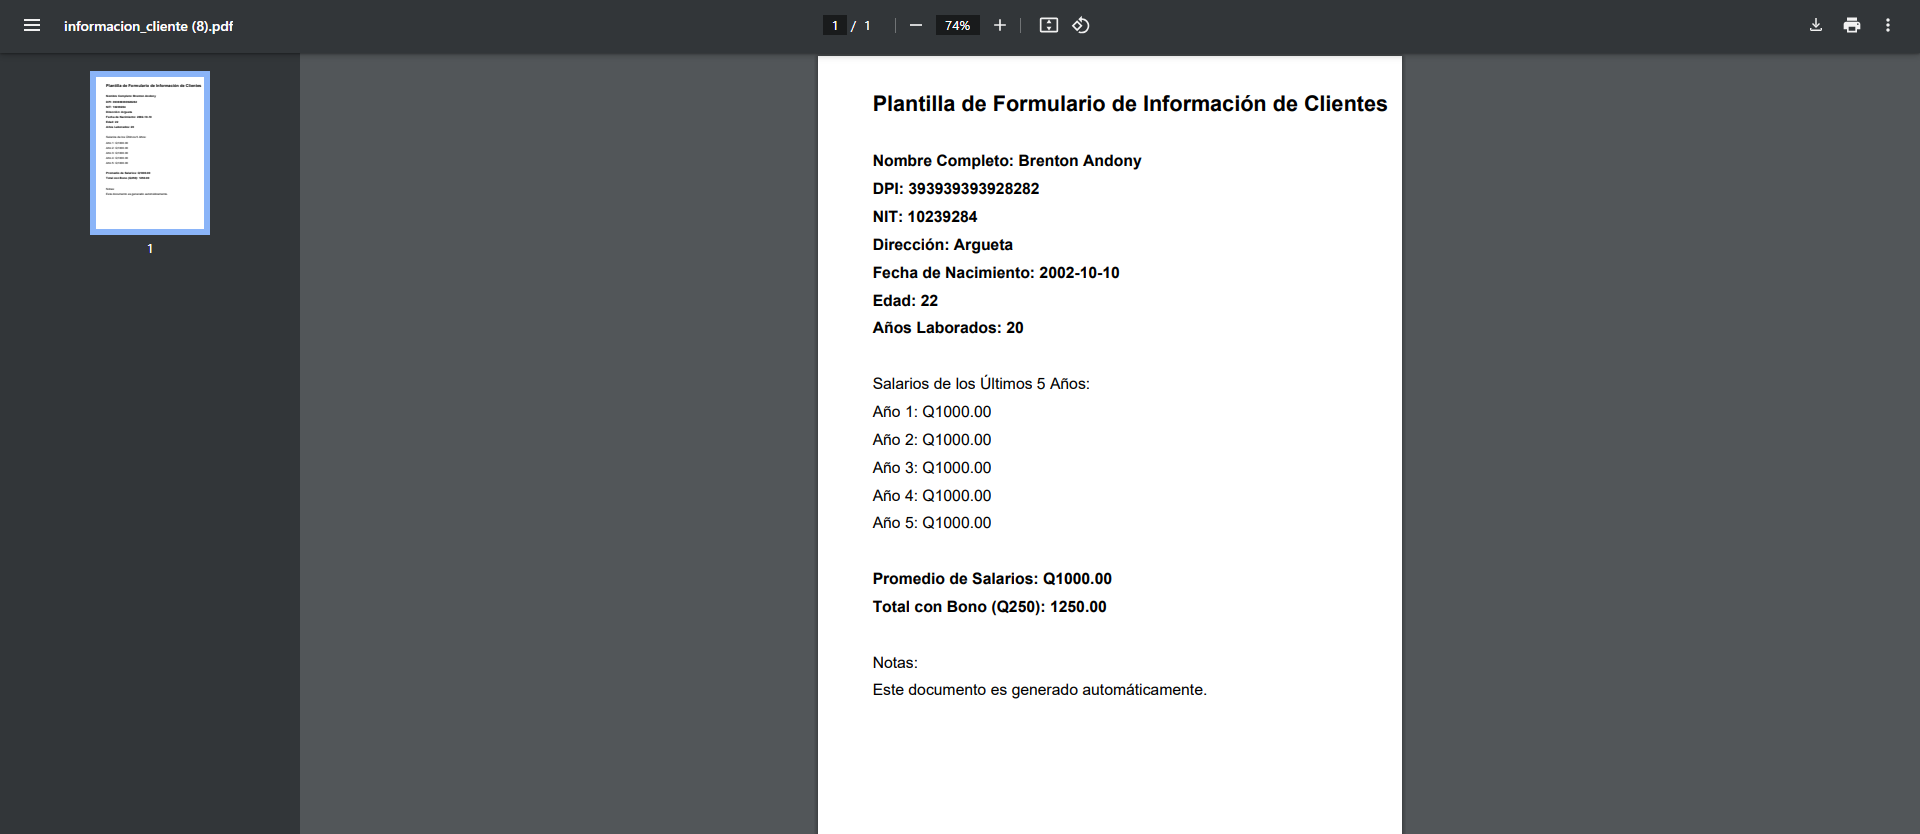 informacion_cliente (8).pdf
1 / 1
74%
1
Plantilla de Formulario de Información de Clientes
Nombre Completo: Brenton Andony
DPI: 393939393928282
NIT: 10239284
Dirección: Argueta
Fecha de Nacimiento: 2002-10-10
Edad: 22
Años Laborados: 20
Salarios de los Últimos 5 Años:
Año 1: Q1000.00
Año 2: Q1000.00
Año 3: Q1000.00
Año 4: Q1000.00
Año 5: Q1000.00
Promedio de Salarios: Q1000.00
Total con Bono (Q250): 1250.00
Notas:
Este documento es generado automáticamente.